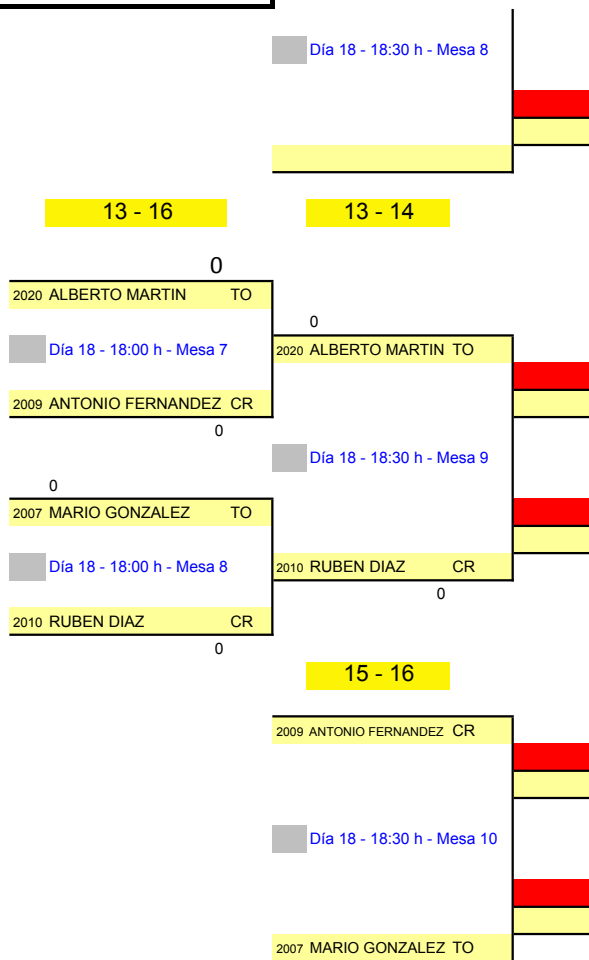 Día 18 - 18:30 h - Mesa 8
13 - 16
13 - 14
0
2020 ALBERTO MARTIN TO
0
Día 18 - 18:00 h - Mesa 7
2020 ALBERTO MARTIN TO
2009 ANTONIO FERNANDEZ CR
0
Día 18 - 18:30 h - Mesa 9
0
2007 MARIO GONZALEZ TO
Día 18 - 18:00 h - Mesa 8
2010 RUBEN DIAZ CR
0
2010 RUBEN DIAZ CR
0
15 - 16
2009 ANTONIO FERNANDEZ CR
Día 18 - 18:30 h - Mesa 10
2007 MARIO GONZALEZ TO